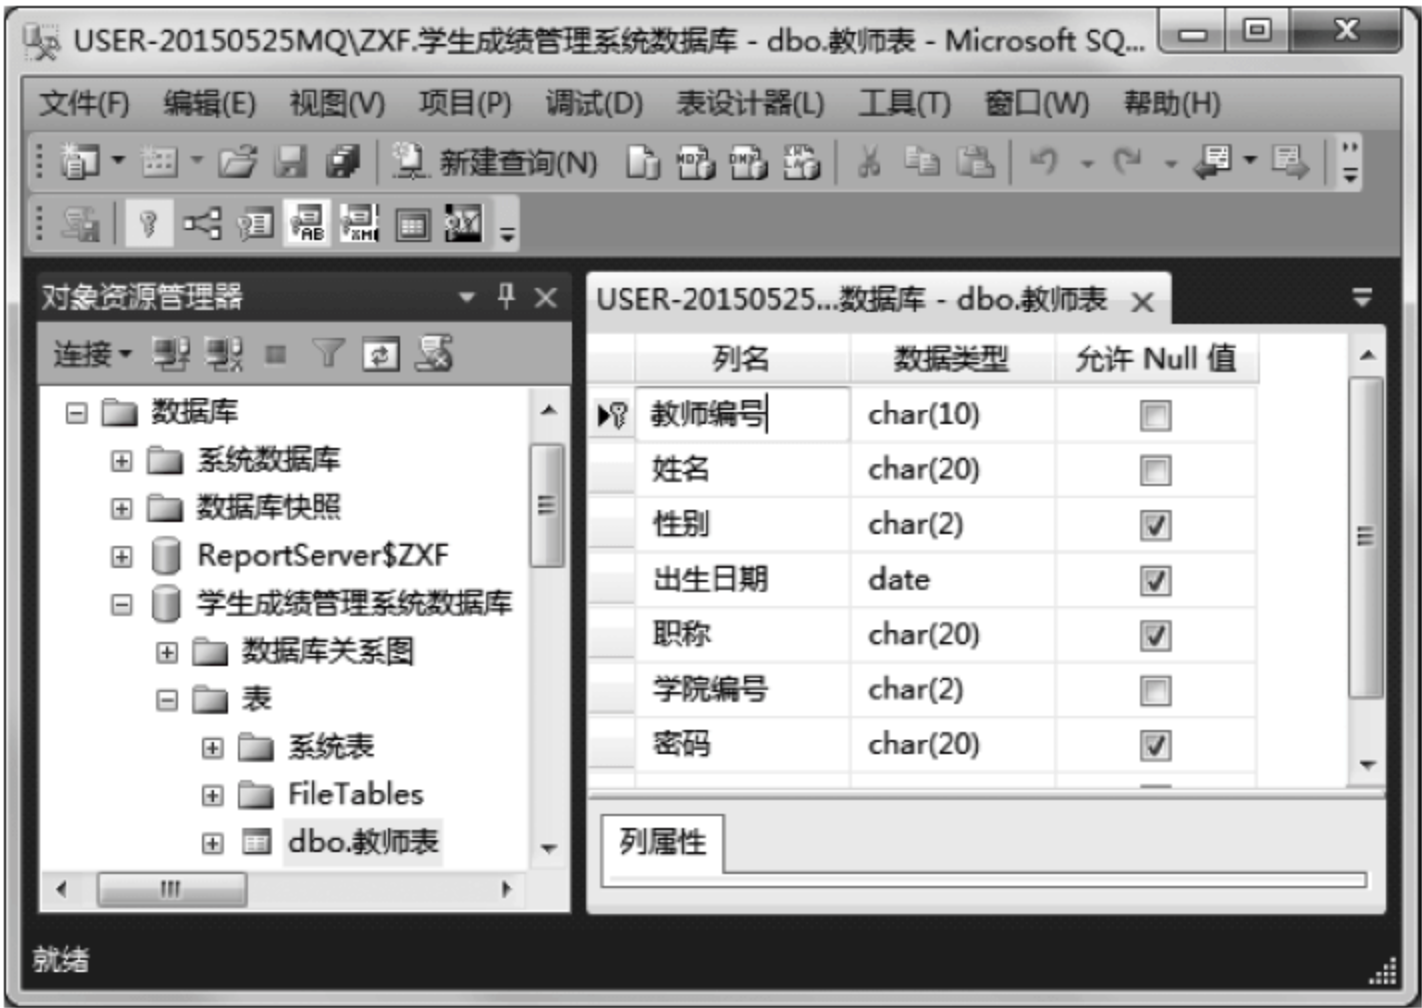 USER-20150525MQ\ZXF.学生成绩管理系统数据库 - dbo.教师表 - Microsoft SQ...
文件(F) 编辑(E) 视图(V) 项目(P) 调试(D) 表设计器(L) 工具(T) 窗口(W) 帮助(H)
新建查询(N)
对象资源管理器
连接
数据库
系统数据库
数据库快照
ReportServer$ZXF
学生成绩管理系统数据库
数据库关系图
表
系统表
FileTables
dbo.教师表
USER-20150525...数据库 - dbo.教师表
列名 数据类型 允许 Null 值
教师编号 char(10)
姓名 char(20)
性别 char(2)
出生日期 date
职称 char(20)
学院编号 char(2)
密码 char(20)
列属性
就绪